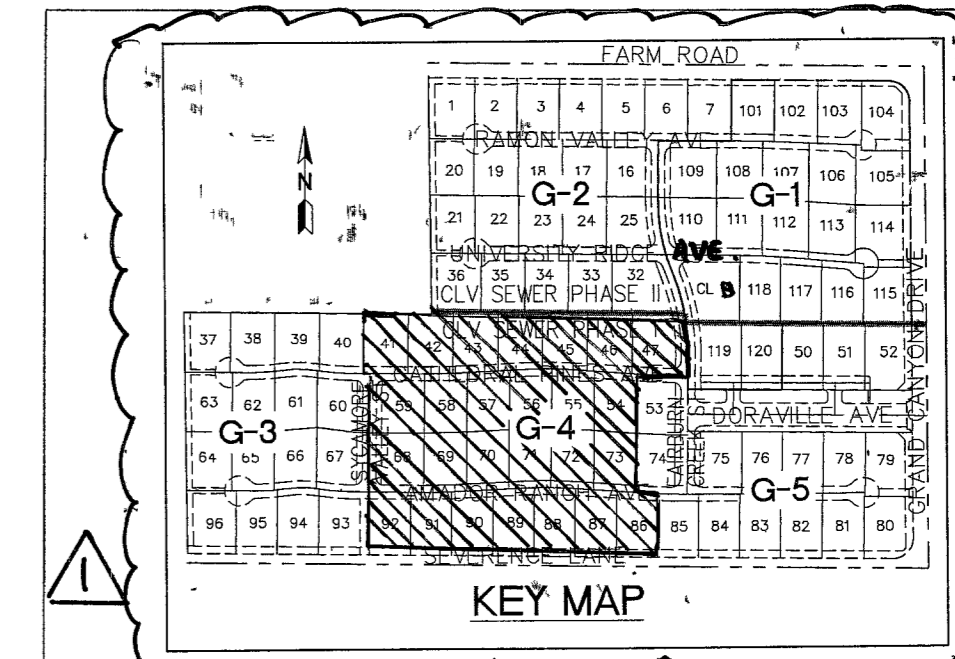 FARM ROAD
1 2 3 4 5 6 7 101 102 103 104
RAMON VALLEY AVE
20 19 18 17 16 109 108 107 106 105
G-2 G-1
N
21 22 23 24 25 110 111 112 113 114
UNIVERSITY RIDGE AVE.
36 35 34 33 32 CL B 118 117 116 115
CLV SEWER PHASE II
GRAND CANYON DRIVE
CLV SEWER PHASE I
37 38 39 40 41 42 43 44 45 46 47 119 120 50 51 52
CATHEDRAL PINES AVE
63 62 61 60 59 58 57 56 55 54 53
DORAVILLE AVE
G-3 G-4
SYCAMORE
FAIRBURN
CREEK
64 65 66 67 68 69 70 71 72 73 74 75 76 77 78 79
G-5
AMADOR RANCH AVE
96 95 94 93 92 91 90 89 88 87 86 85 84 83 82 81 80
SEVERENCE LANE
1
KEY MAP